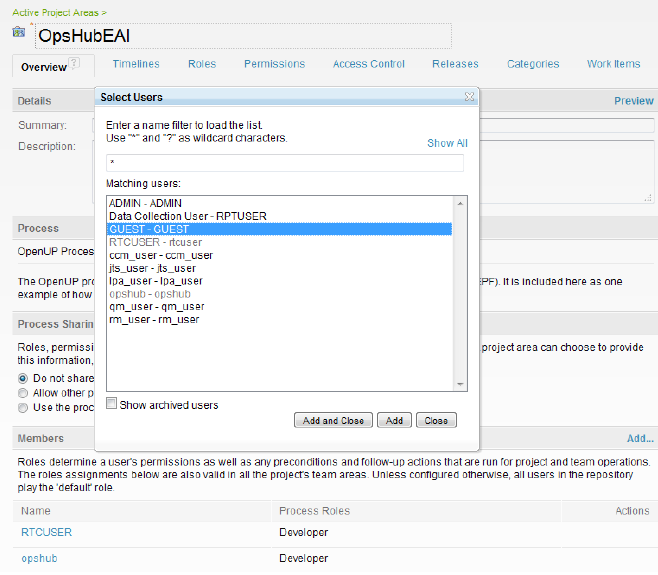 Active Project Areas >
OpsHubEAI
Overview ?
Timelines
Roles
Permissions
Access Control
Releases
Categories
Work Items
Details
Preview
Summary:
Description:
Select Users
Enter a name filter to load the list.
Use "*" and "?" as wildcard characters.
Show All
*
Matching users:
ADMIN - ADMIN
Data Collection User - RPTUSER
GUEST - GUEST
RTCUSER - rtcuser
ccm_user - ccm_user
jts_user - jts_user
lpa_user - lpa_user
opshub - opshub
qm_user - qm_user
rm_user - rm_user
Show archived users
Add and Close
Add
Close
Process
OpenUP Proces
The OpenUP pro
EPF). It is included here as one
example of how
Process Sharin
Roles, permissi
project area can choose to provide
this information,
Do not share
Allow other p
Use the proc
Members
Add...
Roles determine a user's permissions as well as any preconditions and follow-up actions that are run for project and team operations.
The roles assignments below are also valid in all the project's team areas. Unless configured otherwise, all users in the repository
play the 'default' role.
Name
Process Roles
Actions
RTCUSER
Developer
opshub
Developer